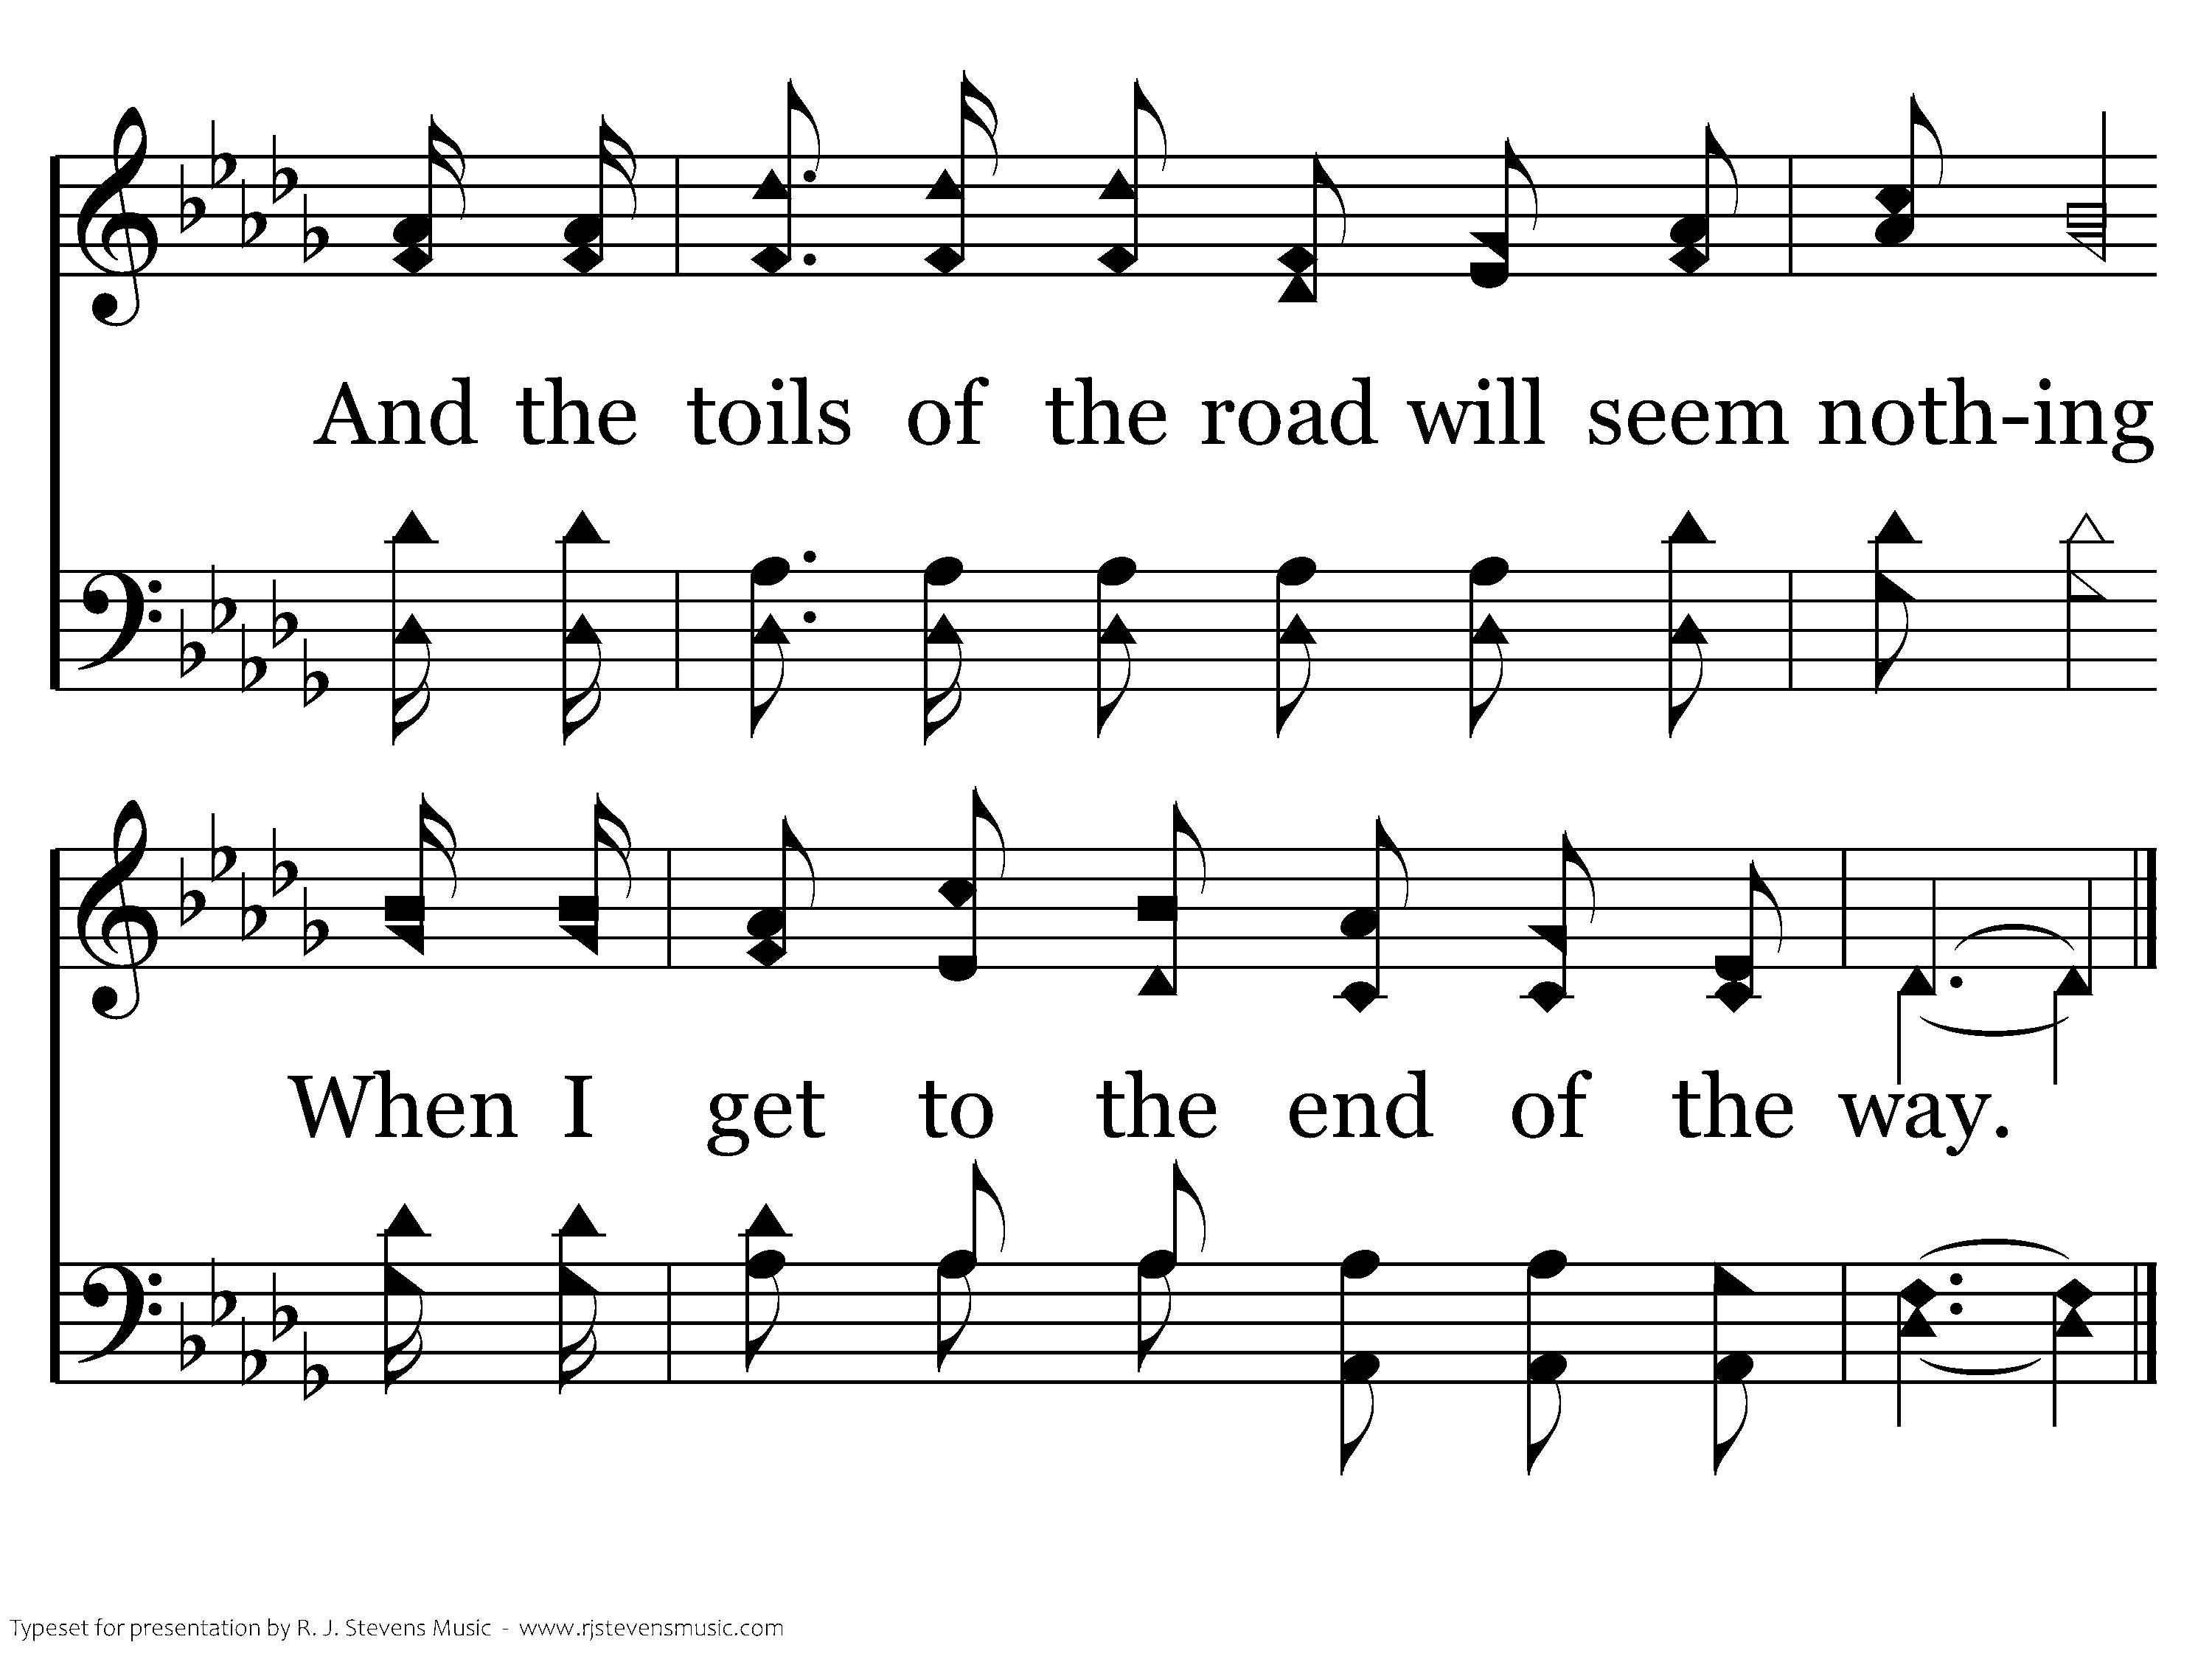 And the toils of the road will seem noth-ing
When I get to the end of the way.
Typeset for presentation by R. J. Stevens Music - www.rjstevensmusic.com